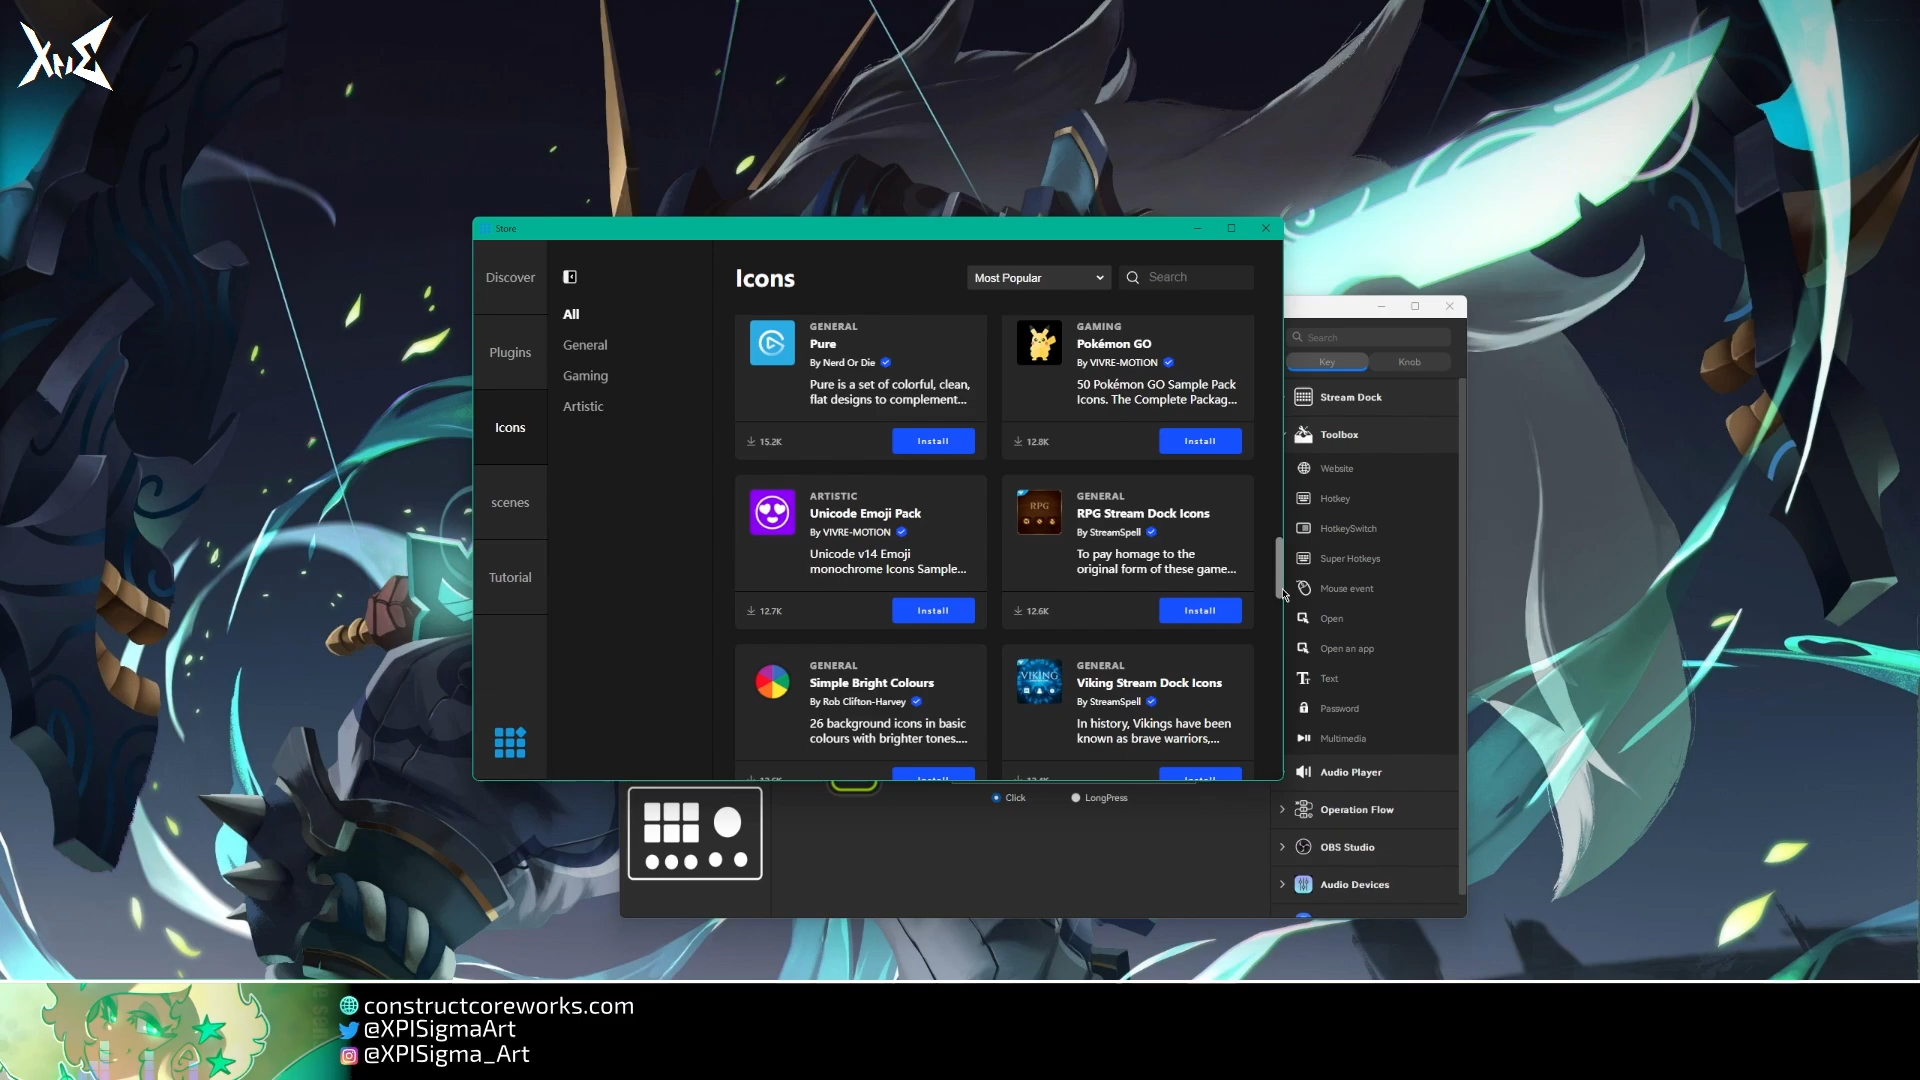 XPIΣ
Store
Discover
Plugins
Icons
scenes
Tutorial
All
General
Gaming
Artistic
Icons
Most Popular
Search
GENERAL
Pure
By Nerd Or Die
Pure is a set of colorful, clean,
flat designs to complement...
15.2K
Install
GAMING
Pokémon GO
By VIVRE-MOTION
50 Pokémon GO Sample Pack
Icons. The Complete Packag...
12.8K
Install
ARTISTIC
Unicode Emoji Pack
By VIVRE-MOTION
Unicode v14 Emoji
monochrome Icons Sample...
12.7K
Install
RPG
GENERAL
RPG Stream Dock Icons
By StreamSpell
To pay homage to the
original form of these game...
12.6K
Install
GENERAL
Simple Bright Colours
By Rob Clifton-Harvey
26 background icons in basic
colours with brighter tones....
Install
VIKING
GENERAL
Viking Stream Dock Icons
By StreamSpell
In history, Vikings have been
known as brave warriors,...
Install
Search
Key
Knob
Stream Dock
Toolbox
Website
Hotkey
HotkeySwitch
Super Hotkeys
Mouse event
Open
Open an app
Text
Password
Multimedia
Audio Player
Operation Flow
OBS Studio
Audio Devices
Click
LongPress
constructcoreworks.com
@XPISigmaArt
@XPISigma_Art